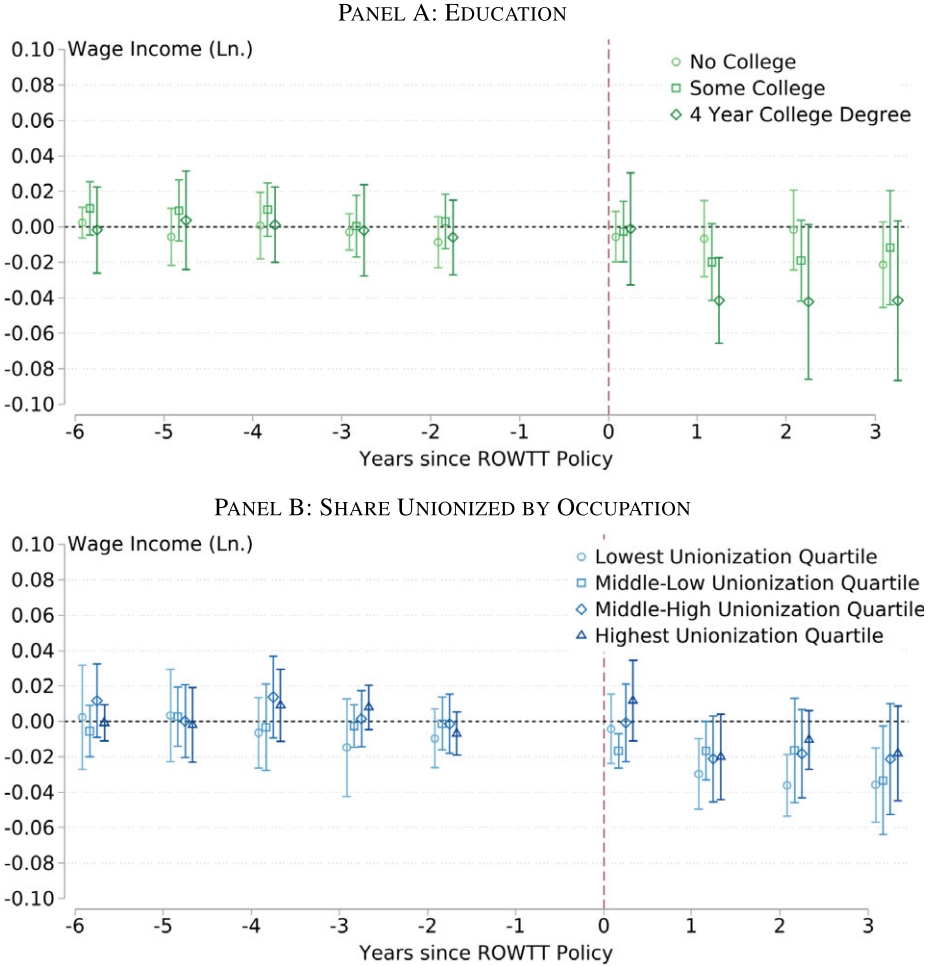 PANEL A: EDUCATION
0.10 Wage Income (Ln.)
0.08
0.06
0.04
0.02
0.00
-0.02
-0.04
-0.06
-0.08
-0.10
No College
Some College
4 Year College Degree
-6 -5 -4 -3 -2 -1 0 1 2 3
Years since ROWTT Policy
PANEL B: SHARE UNIONIZED BY OCCUPATION
0.10 Wage Income (Ln.)
0.08
0.06
0.04
0.02
0.00
-0.02
-0.04
-0.06
-0.08
-0.10
Lowest Unionization Quartile
Middle-Low Unionization Quartile
Middle-High Unionization Quartile
Highest Unionization Quartile
-6 -5 -4 -3 -2 -1 0 1 2 3
Years since ROWTT Policy